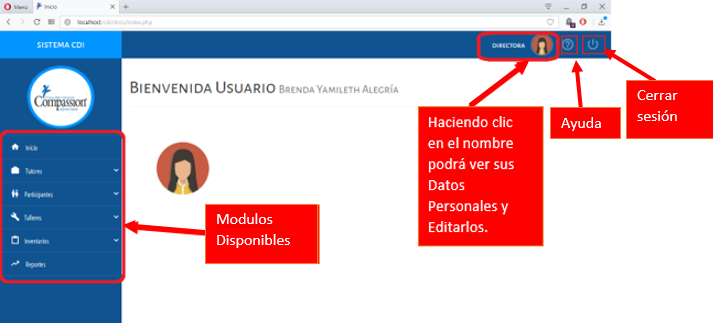 Menú
Inicio
localhost/cdi/docs/index.php
SISTEMA CDI
DIRECTORA
Compassion
BIENVENIDA USUARIO BRENDA YAMILETH ALEGRÍA
Inicio
Tutores
Participantes
Talleres
Inventarios
Reportes
Modulos
Disponibles
Haciendo clic
en el nombre
podrá ver sus
Datos
Personales y
Editarlos.
Ayuda
Cerrar
sesión